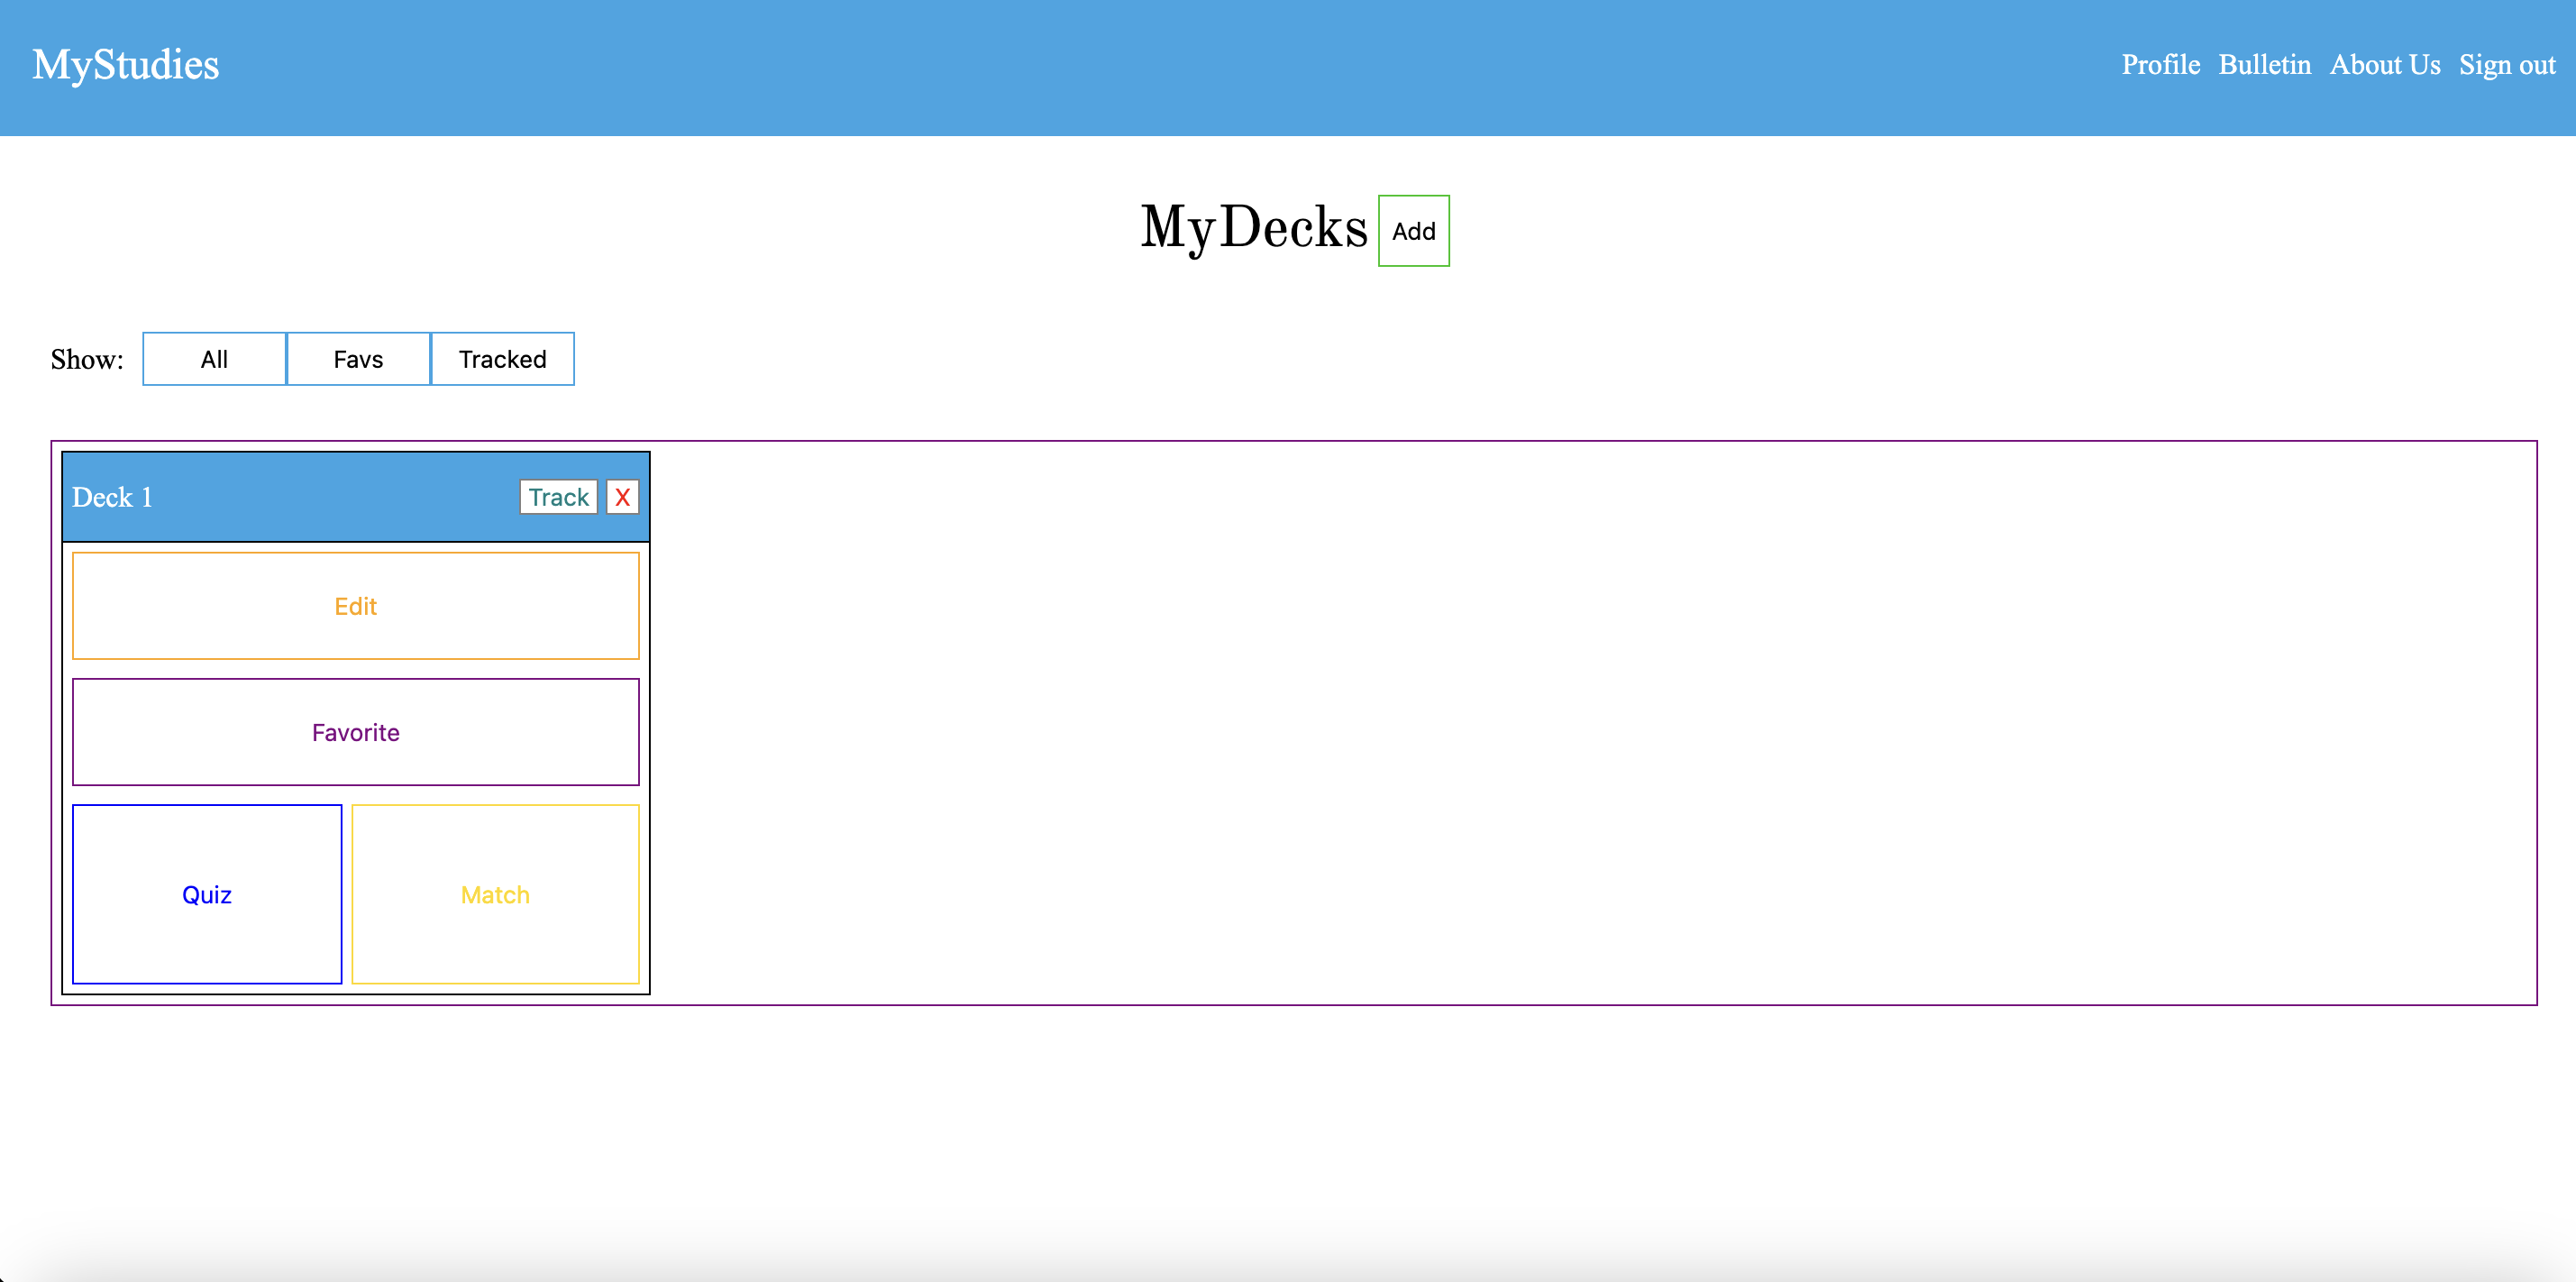 MyStudies Profile Bulletin About Us Sign out
MyDecks Add
Show: All Favs Tracked
Deck 1 Track X
Edit
Favorite
Quiz Match